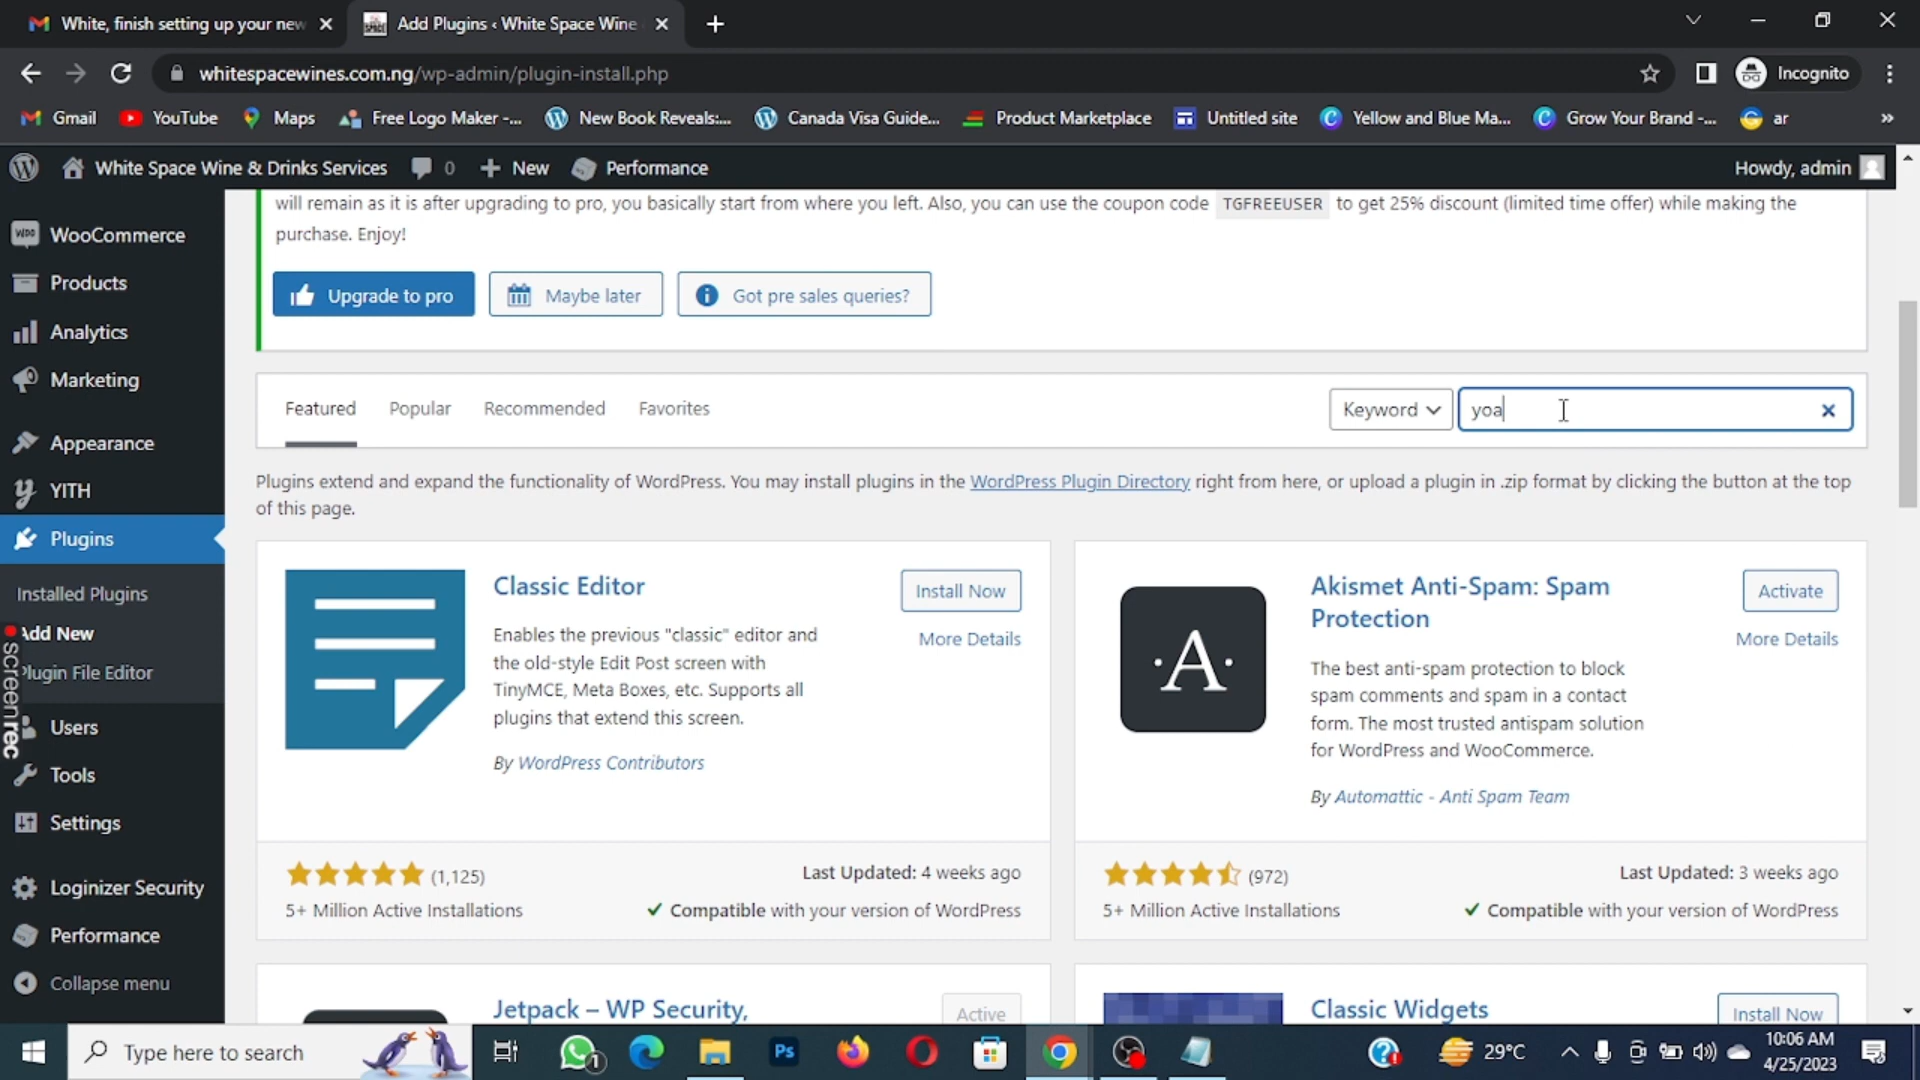 White, finish setting up your new
Add Plugins ‹ White Space Wine
whitespacewines.com.ng/wp-admin/plugin-install.php
Incognito
Gmail
YouTube
Maps
Free Logo Maker -...
New Book Reveals:...
Canada Visa Guide...
Product Marketplace
Untitled site
Yellow and Blue Ma...
Grow Your Brand -...
ar
»
White Space Wine & Drinks Services
0
New
Performance
Howdy, admin
WooCommerce
Products
Analytics
Marketing
Appearance
YITH
Plugins
Installed Plugins
Add New
Plugin File Editor
Users
Tools
Settings
Loginizer Security
Performance
Collapse menu
screenrec
will remain as it is after upgrading to pro, you basically start from where you left. Also, you can use the coupon code TGFREEUSER to get 25% discount (limited time offer) while making the
purchase. Enjoy!
Upgrade to pro
Maybe later
Got pre sales queries?
Featured
Popular
Recommended
Favorites
Keyword
yoa
Plugins extend and expand the functionality of WordPress. You may install plugins in the WordPress Plugin Directory right from here, or upload a plugin in .zip format by clicking the button at the top
of this page.
Classic Editor
Install Now
More Details
Enables the previous "classic" editor and
the old-style Edit Post screen with
TinyMCE, Meta Boxes, etc. Supports all
plugins that extend this screen.
By WordPress Contributors
(1,125)
5+ Million Active Installations
Last Updated: 4 weeks ago
Compatible with your version of WordPress
·A·
Akismet Anti-Spam: Spam
Protection
Activate
More Details
The best anti-spam protection to block
spam comments and spam in a contact
form. The most trusted antispam solution
for WordPress and WooCommerce.
By Automattic - Anti Spam Team
(972)
5+ Million Active Installations
Last Updated: 3 weeks ago
Compatible with your version of WordPress
Jetpack – WP Security,
Active
Classic Widgets
Install Now
Type here to search
1
Ps
29°C
10:06 AM
4/25/2023